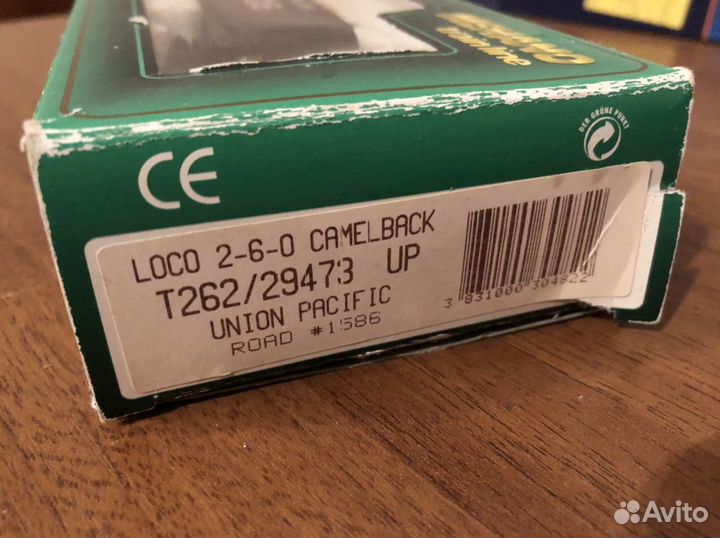 Genuine
DER GRÜNE PUNKT
CE
LOCO 2-6-0 CAMELBACK
T262/29473 UP
UNION PACIFIC
ROAD #1586
3 831000 304822
Avito